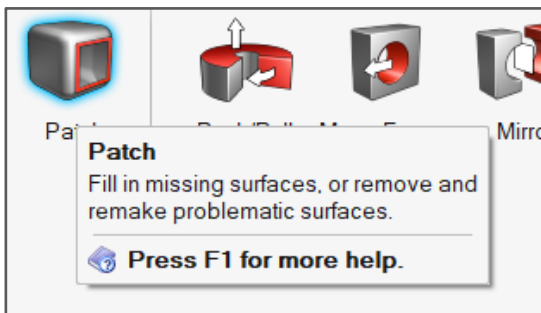 Patch
Fill in missing surfaces, or remove and
remake problematic surfaces.
Press F1 for more help.